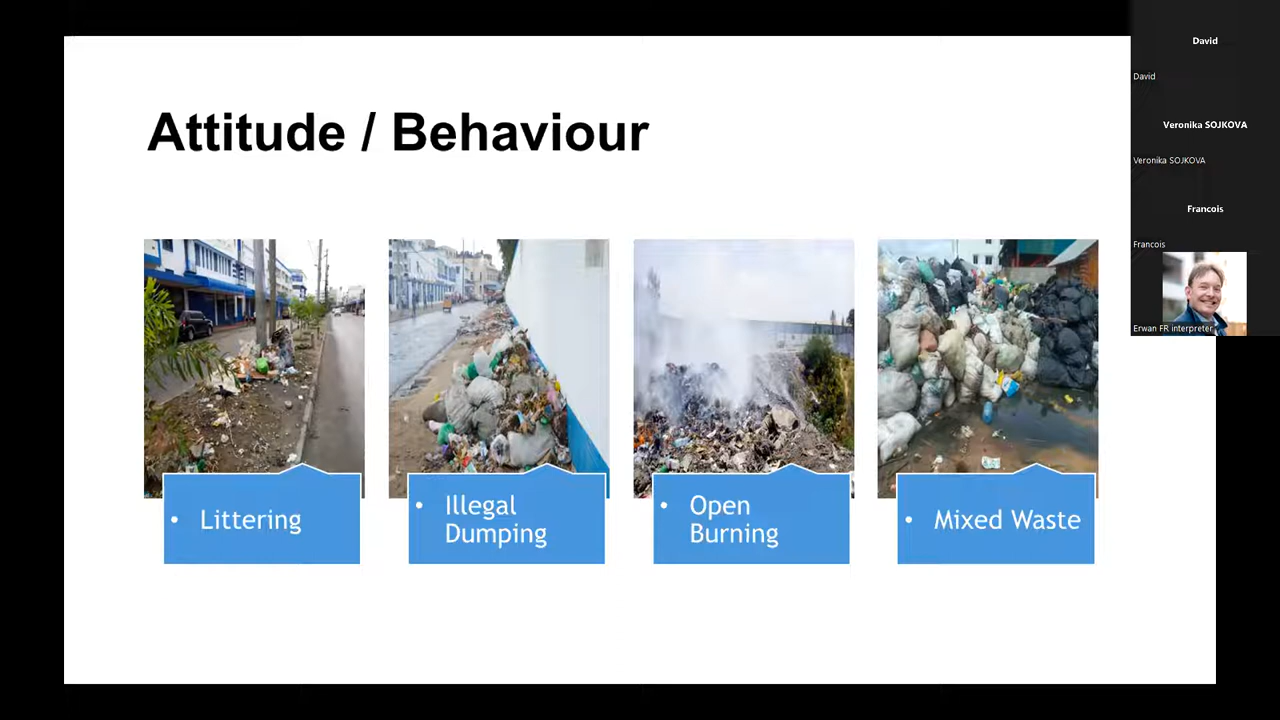 Attitude / Behaviour
• Littering
• Illegal
Dumping
• Open
Burning
• Mixed Waste
David
David
Veronika SOJKOVA
Veronika SOJKOVA
Francois
Francois
Erwan FR interpreter